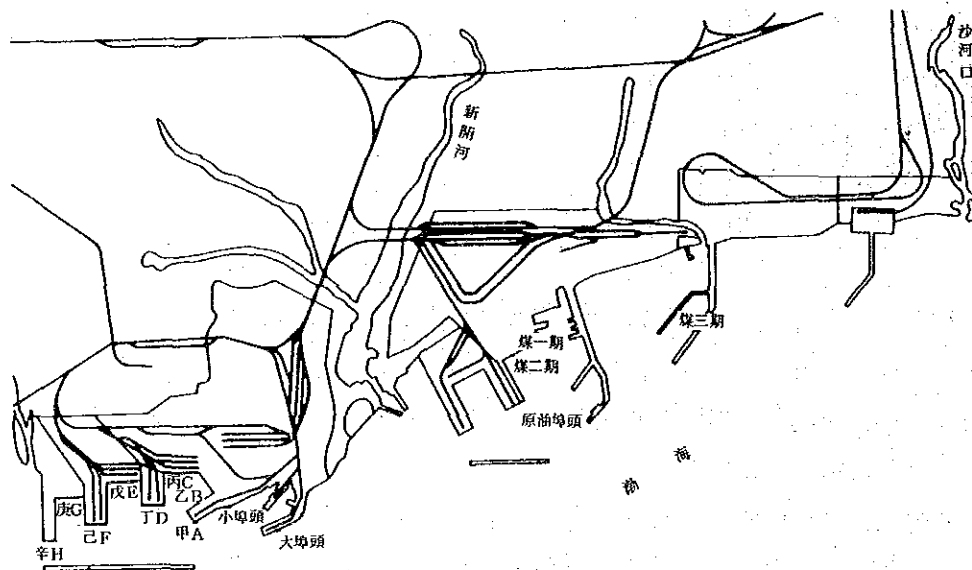 沙河口
新開河
煤三期
煤一期
煤二期
原油埠頭
渤海
丙C
戊E
乙B
庚G
丁D
小埠頭
己F
甲A
大埠頭
辛H